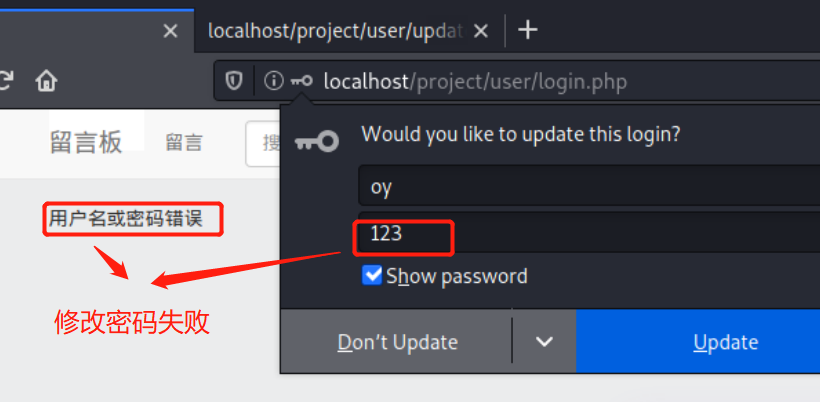 localhost/project/user/updat
localhost/project/user/login.php
留言板
留言
搜
Would you like to update this login?
oy
用户名或密码错误
123
Show password
修改密码失败
Don't Update
Update